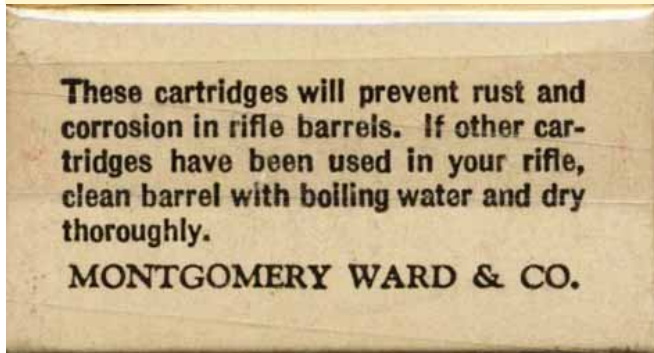 These cartridges will prevent rust and
corrosion in rifle barrels. If other car-
tridges have been used in your rifle,
clean barrel with boiling water and dry
thoroughly.
MONTGOMERY WARD & CO.